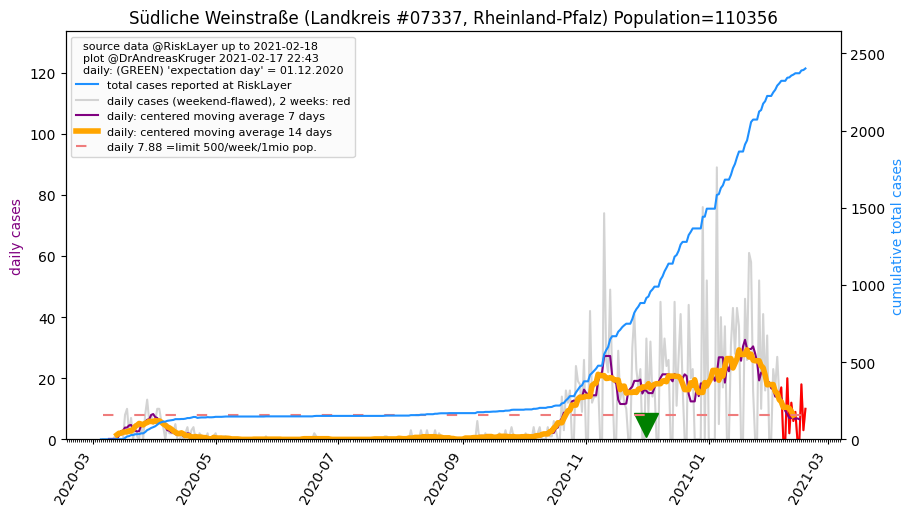 Südliche Weinstraße (Landkreis #07337, Rheinland-Pfalz) Population=110356
source data @RiskLayer up to 2021-02-18
plot @DrAndreasKruger 2021-02-17 22:43
daily: (GREEN) 'expectation day' = 01.12.2020
total cases reported at RiskLayer
daily cases (weekend-flawed), 2 weeks: red
daily: centered moving average 7 days
daily: centered moving average 14 days
daily 7.88 =limit 500/week/1mio pop.
daily cases
120
100
80
60
40
20
0
2500
2000
1500
1000
500
0
cumulative total cases
2020-03
2020-05
2020-07
2020-09
2020-11
2021-01
2021-03